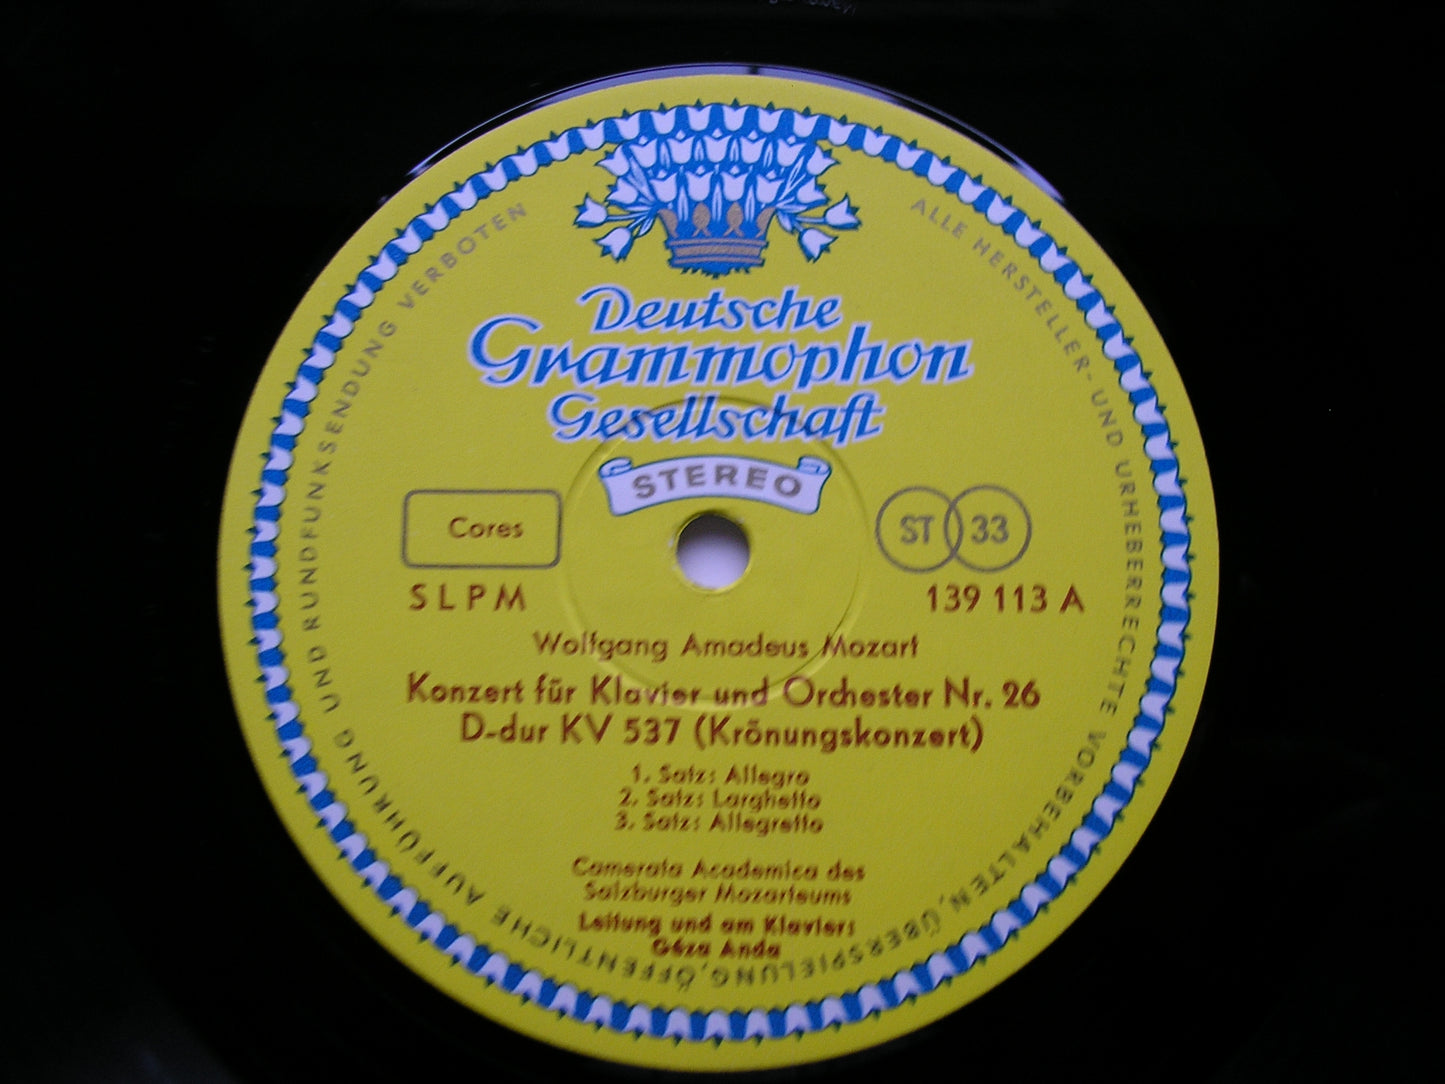 Deutsche
Grammophon
Gesellschaft
STEREO
Cores
ST 33
SLPM
139 113 A
Wolfgang Amadeus Mozart
Konzert für Klavier und Orchester Nr. 26
D-dur KV 537 (Krönungskonzert)
1. Satz: Allegro
2. Satz: Larghetto
3. Satz: Allegretto
Camerata Academica des
Salzburger Mozarteums
Leitung und am Klavier:
Géza Anda
ALLE HERSTELLER- UND URHEBERRECHTE VORBEHALTEN, ÜBERSPIELUNG, ÖFFENTLICHE AUFFÜHRUNG UND RUNDFUNKSENDUNG VERBOTEN